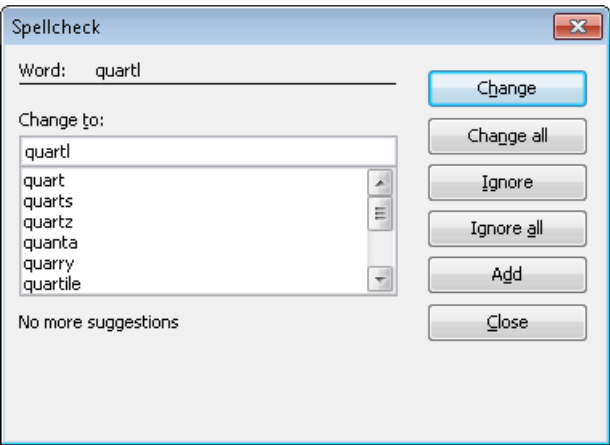 Spellcheck
Word: quartl
Change to:
quartl
quart
quarts
quartz
quanta
quarry
quartile
No more suggestions
Change
Change all
Ignore
Ignore all
Add
Close